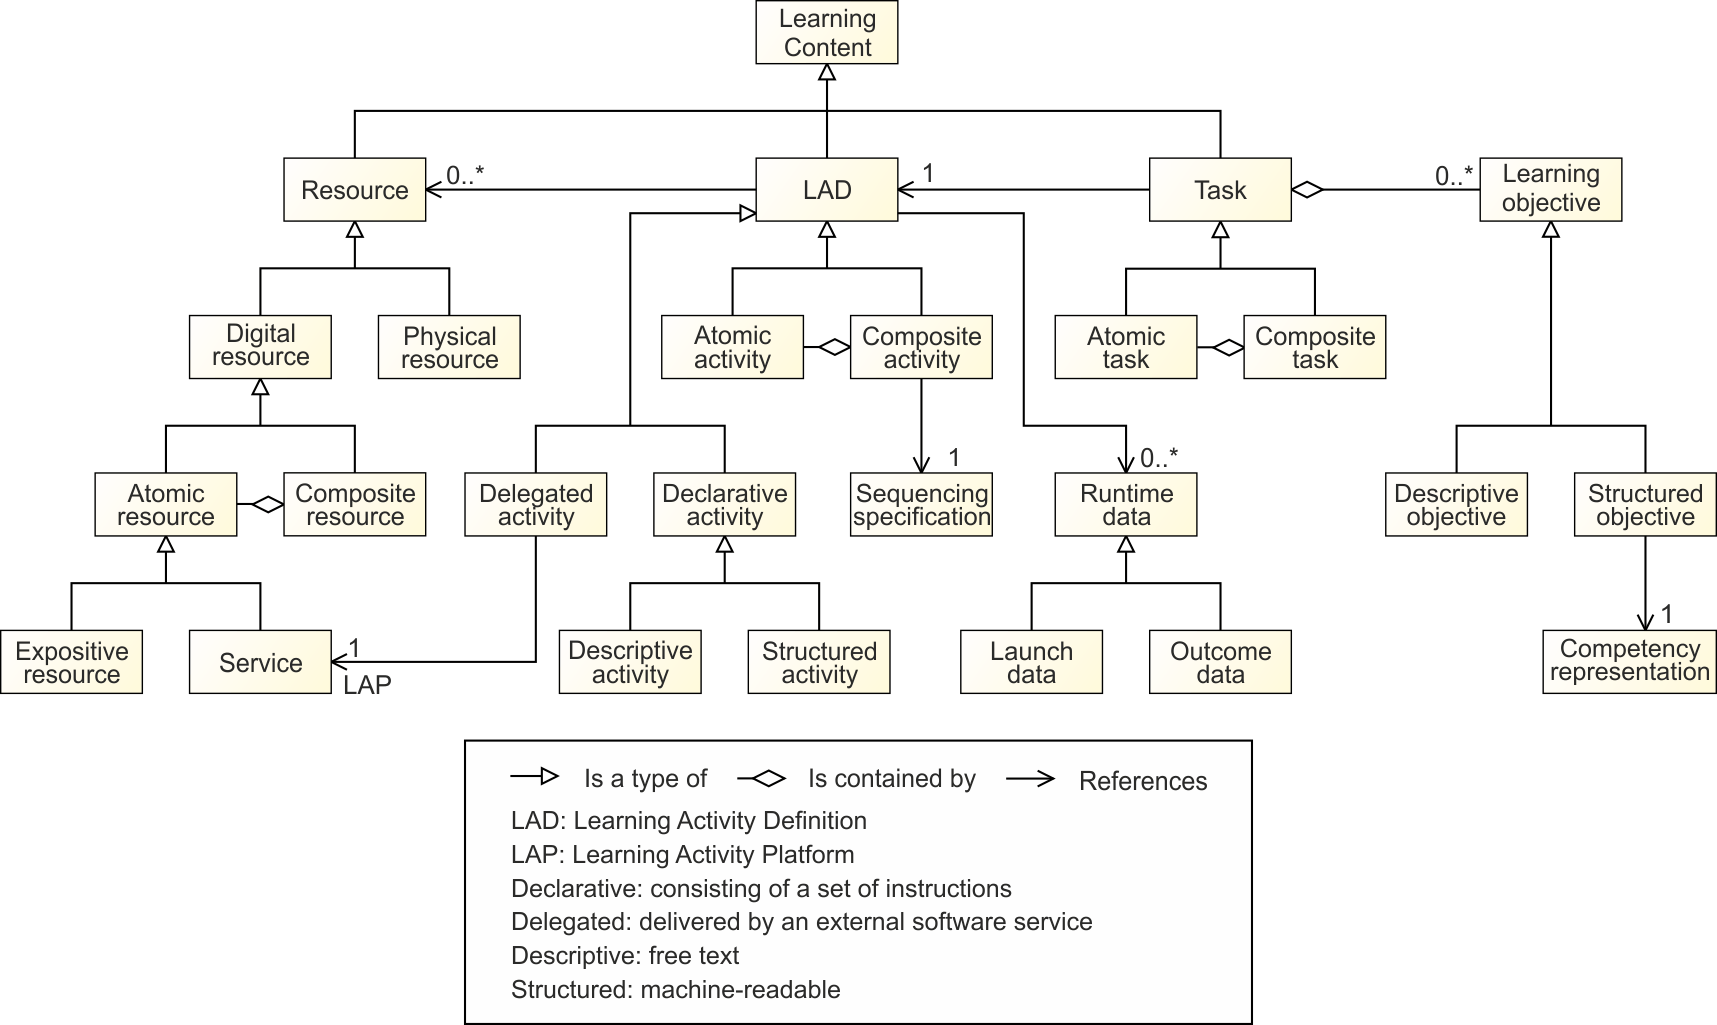 Learning
Content
Resource
0..*
LAD
1
Task
0..*
Learning
objective
Digital
resource
Physical
resource
Atomic
activity
Composite
activity
Atomic
task
Composite
task
Atomic
resource
Composite
resource
Delegated
activity
Declarative
activity
1
Sequencing
specification
0..*
Runtime
data
Descriptive
objective
Structured
objective
Expositive
resource
Service
1
LAP
Descriptive
activity
Structured
activity
Launch
data
Outcome
data
1
Competency
representation
Is a type of
Is contained by
References
LAD: Learning Activity Definition
LAP: Learning Activity Platform
Declarative: consisting of a set of instructions
Delegated: delivered by an external software service
Descriptive: free text
Structured: machine-readable